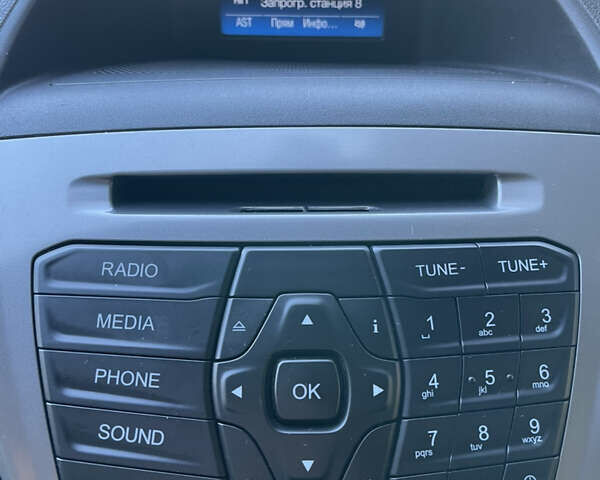 Запрогр. станция 8
AST Прям Инфо...
RADIO
TUNE- TUNE+
MEDIA
i
1
2 abc
3 def
PHONE
OK
4 ghi
5 jkl
6 mno
SOUND
7 pqrs
8 tuv
9 wxyz